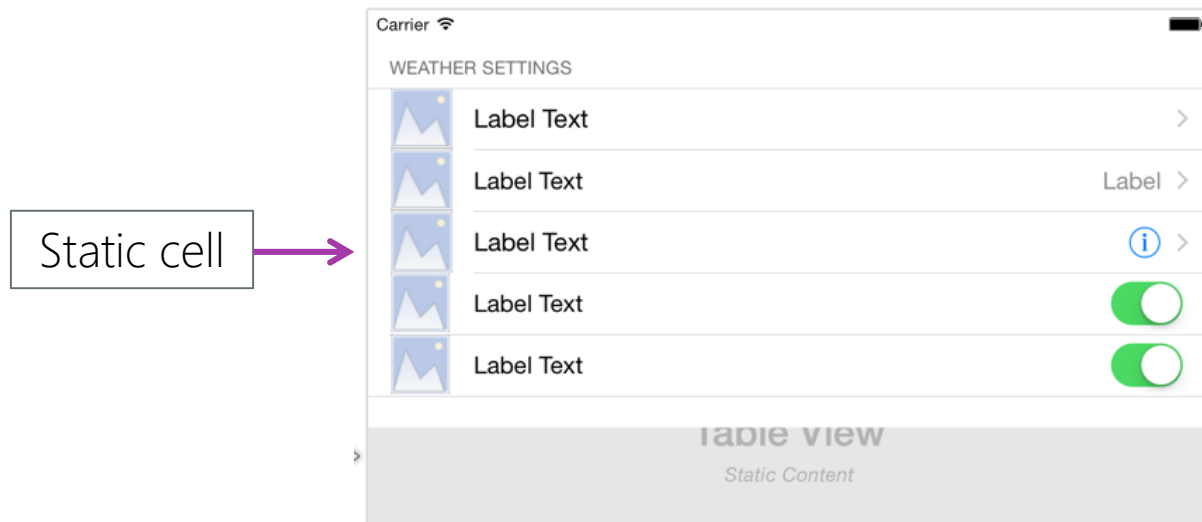 Carrier
WEATHER SETTINGS
Label Text
Label Text Label
Label Text
Label Text
Label Text
Static cell
Table View
Static Content